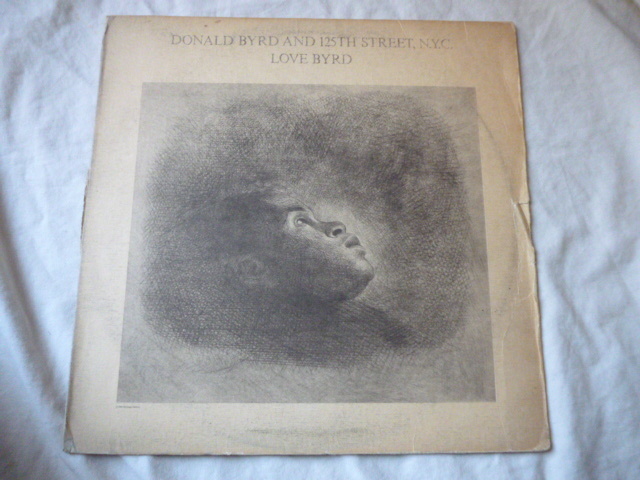 DONALD BYRD AND 125TH STREET, N.Y.C.
LOVE BYRD